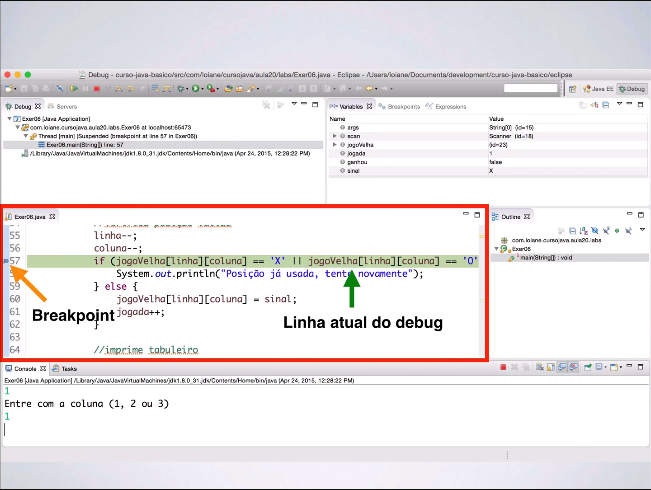 Debug - curso-java-basico/src/com/loiane/cursojava/aula20/labs/Exer06.java - Eclipse - /Users/loiane/Documents/development/curso-java-basico/eclipse
Java EE Debug
Debug Servers
Exer06 [Java Application]
com.loiane.cursojava.aula20.labs.Exer06 at localhost:55473
Thread [main] (Suspended (breakpoint at line 57 in Exer06))
Exer06.main(String[]) line: 57
/Library/Java/JavaVirtualMachines/jdk1.8.0_31.jdk/Contents/Home/bin/java (Apr 24, 2015, 12:28:22 PM)
Variables Breakpoints Expressions
Name Value
args String[0] (id=15)
scan Scanner (id=18)
jogoVelha (id=23)
jogada 1
ganhou false
sinal X
Exer06.java
55 linha--;
56 coluna--;
57 if (jogoVelha[linha][coluna] == 'X' || jogoVelha[linha][coluna] == 'O'
58 System.out.println("Posição já usada, tente novamente");
59 } else {
60 jogoVelha[linha][coluna] = sinal;
61 jogada++;
62 }
63
64 //imprime tabuleiro
Breakpoint
Linha atual do debug
Outline
com.loiane.cursojava.aula20.labs
Exer06
main(String[]) : void
Console Tasks
Exer06 [Java Application] /Library/Java/JavaVirtualMachines/jdk1.8.0_31.jdk/Contents/Home/bin/java (Apr 24, 2015, 12:28:22 PM)
1
Entre com a coluna (1, 2 ou 3)
1